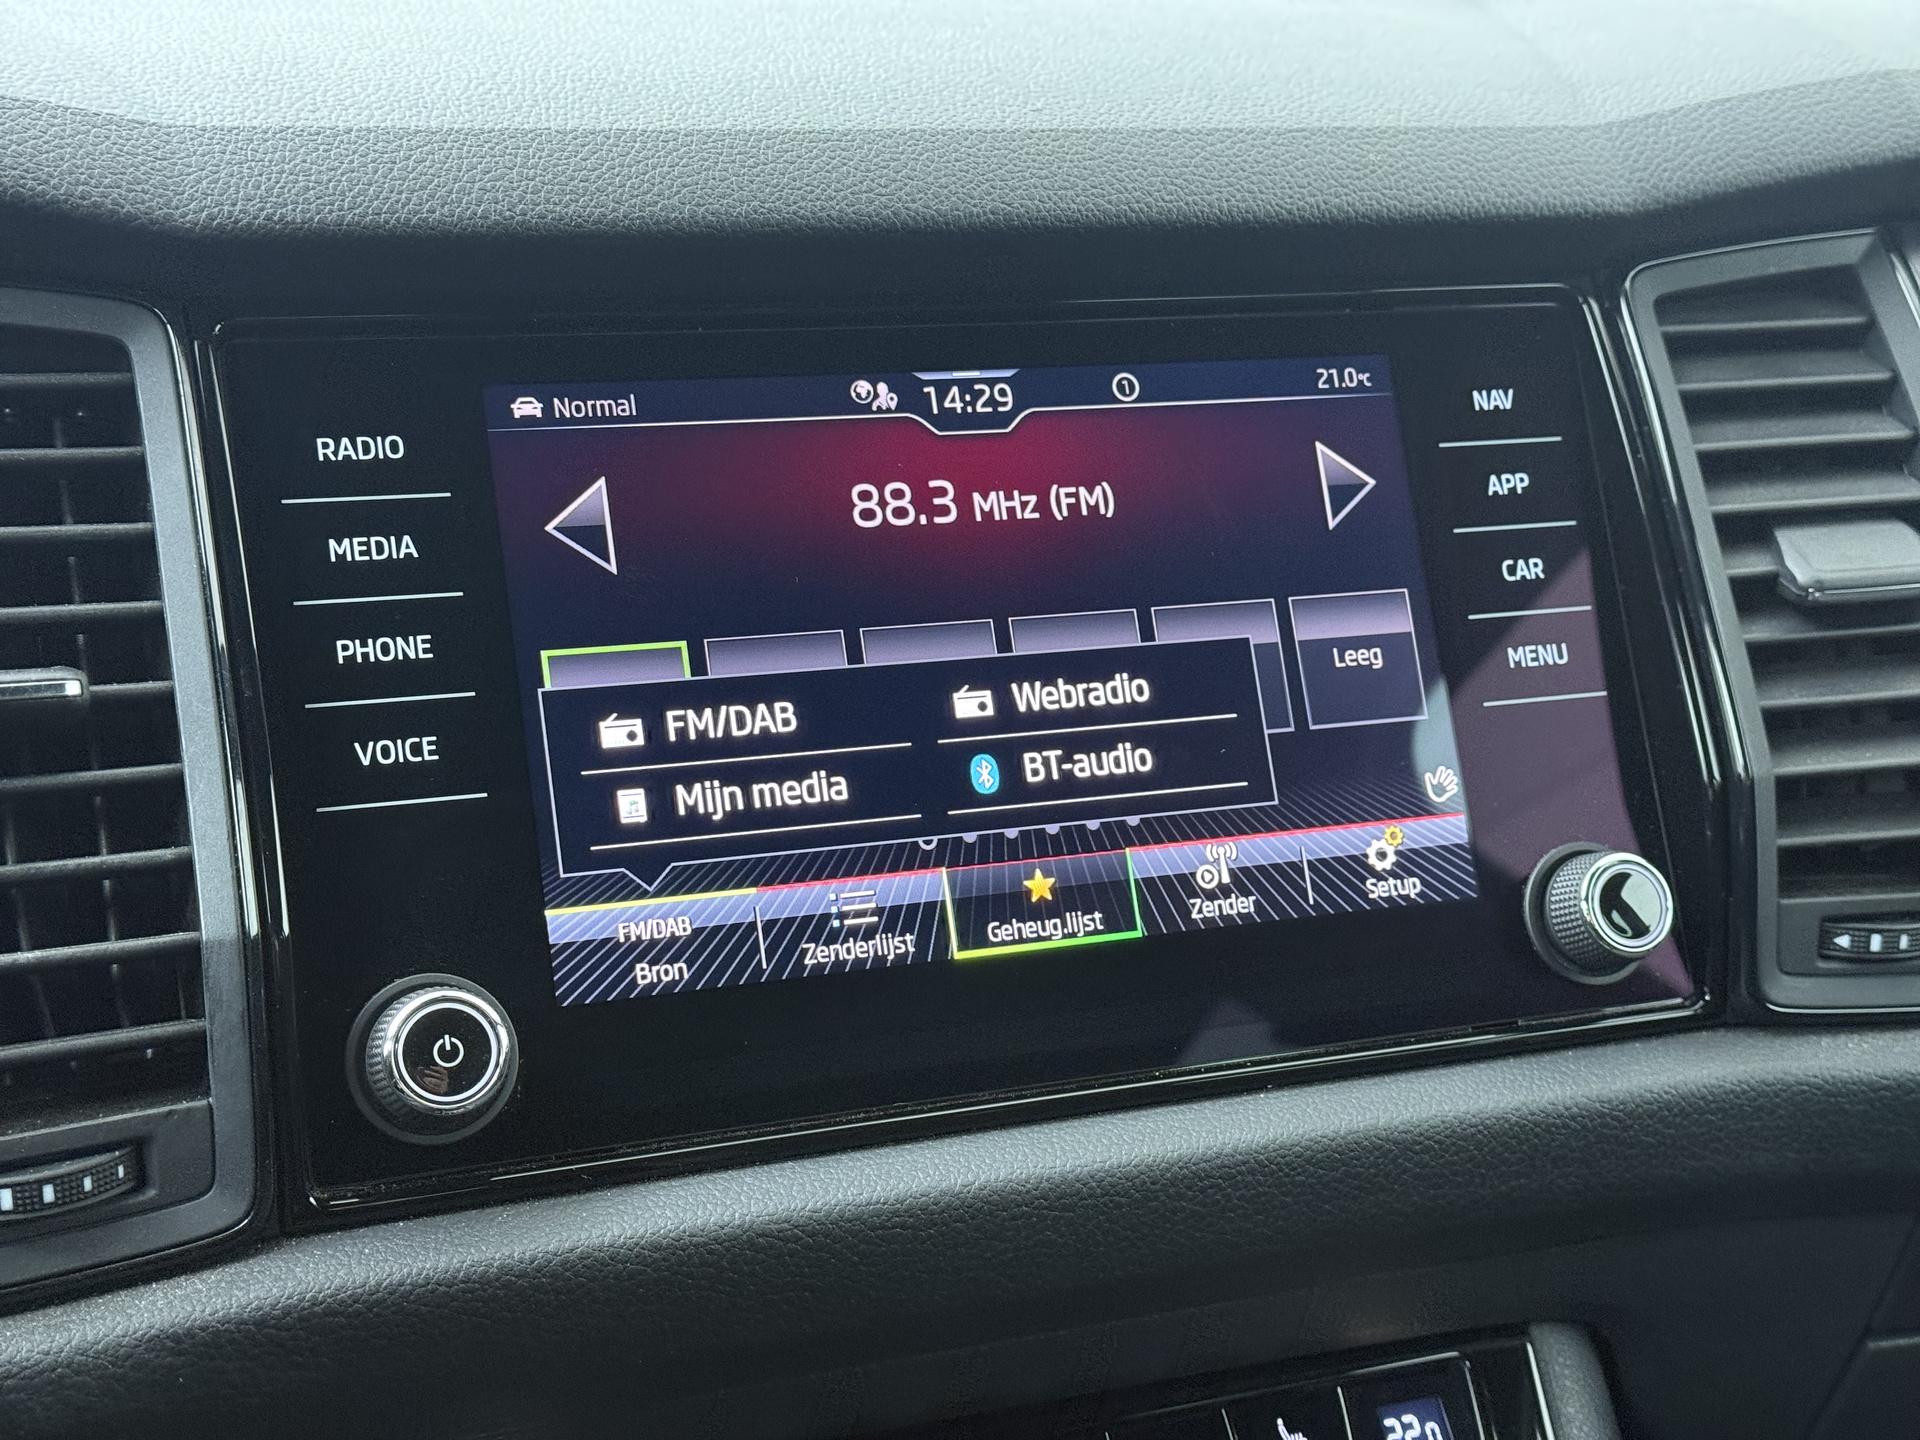 Normal
14:29
1
21.0°C
RADIO
MEDIA
PHONE
VOICE
88.3 MHz (FM)
Leeg
FM/DAB
Webradio
Mijn media
BT-audio
FM/DAB
Bron
Zenderlijst
Geheug.lijst
Zender
Setup
NAV
APP
CAR
MENU